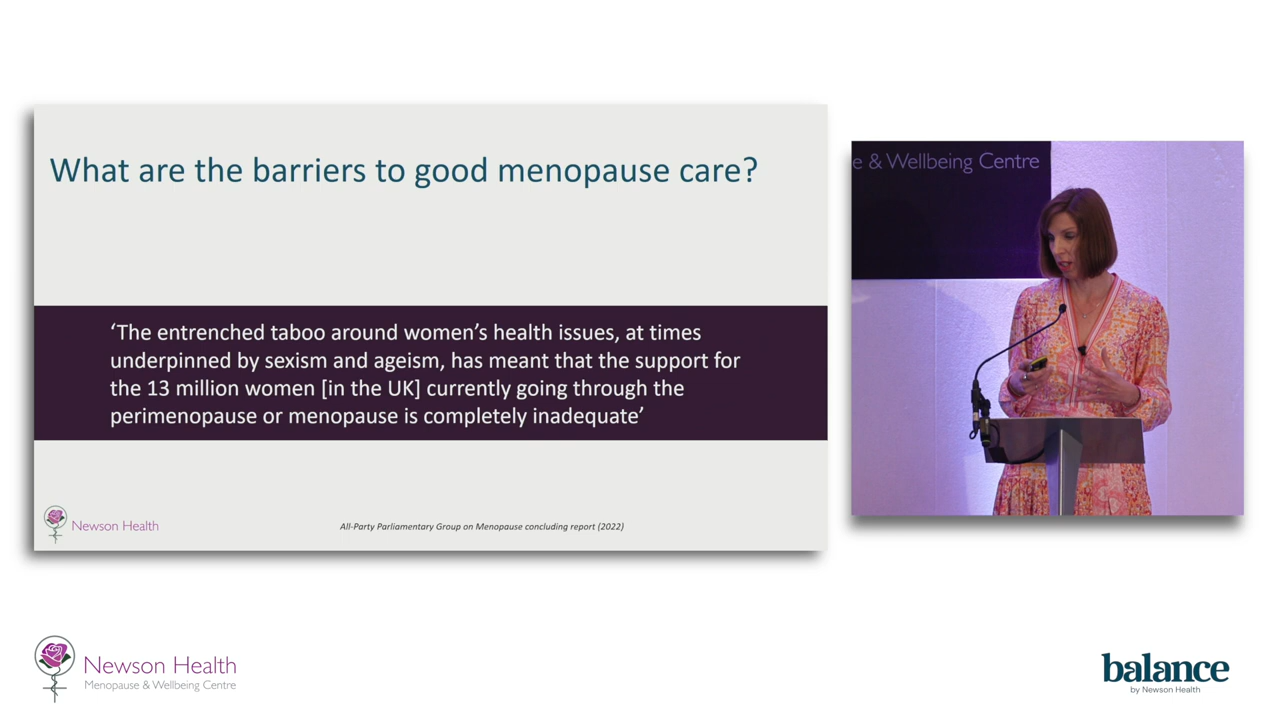 What are the barriers to good menopause care?
‘The entrenched taboo around women’s health issues, at times
underpinned by sexism and ageism, has meant that the support for
the 13 million women [in the UK] currently going through the
perimenopause or menopause is completely inadequate’
Newson Health
All-Party Parliamentary Group on Menopause concluding report (2022)
e & Wellbeing Centre
Newson Health
Menopause & Wellbeing Centre
balance
by Newson Health